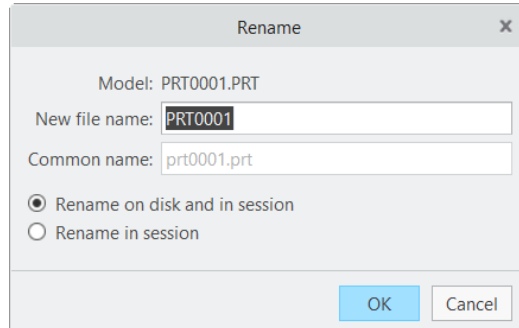 Rename
Model: PRT0001.PRT
New file name: PRT0001
Common name: prt0001.prt
Rename on disk and in session
Rename in session
OK Cancel